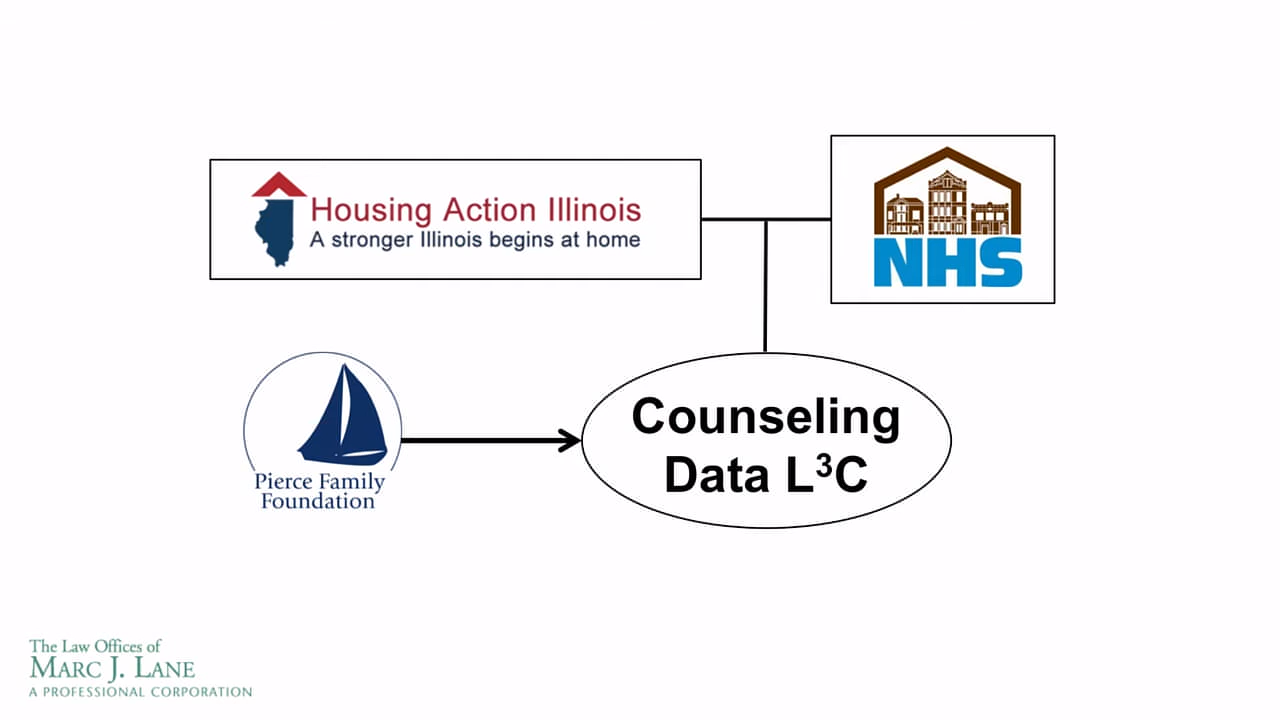 Housing Action Illinois
A stronger Illinois begins at home
NHS
Pierce Family
Foundation
Counseling
Data L³C
The Law Offices of
MARC J. LANE
A PROFESSIONAL CORPORATION